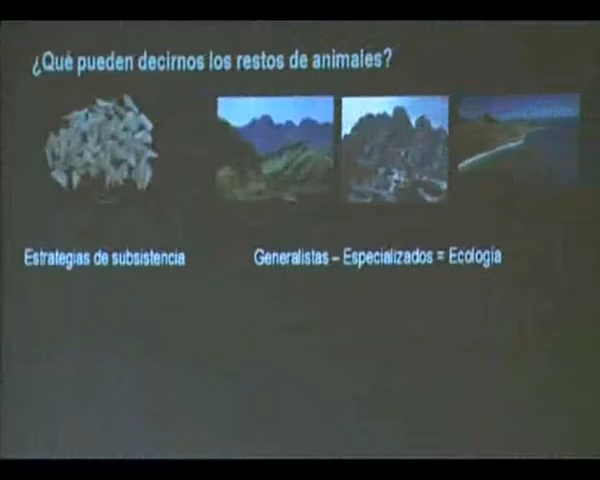 ¿Qué pueden decirnos los restos de animales?
Estrategias de subsistencia
Generalistas – Especializados = Ecología